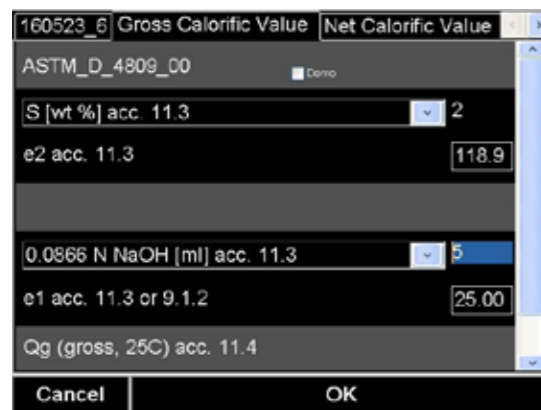 160523_6 Gross Calorific Value Net Calorific Value
ASTM_D_4809_00 Demo
S [wt %] acc. 11.3 2
e2 acc. 11.3 118.9
0.0866 N NaOH [ml] acc. 11.3 5
e1 acc. 11.3 or 9.1.2 25.00
Qg (gross, 25C) acc. 11.4
Cancel OK